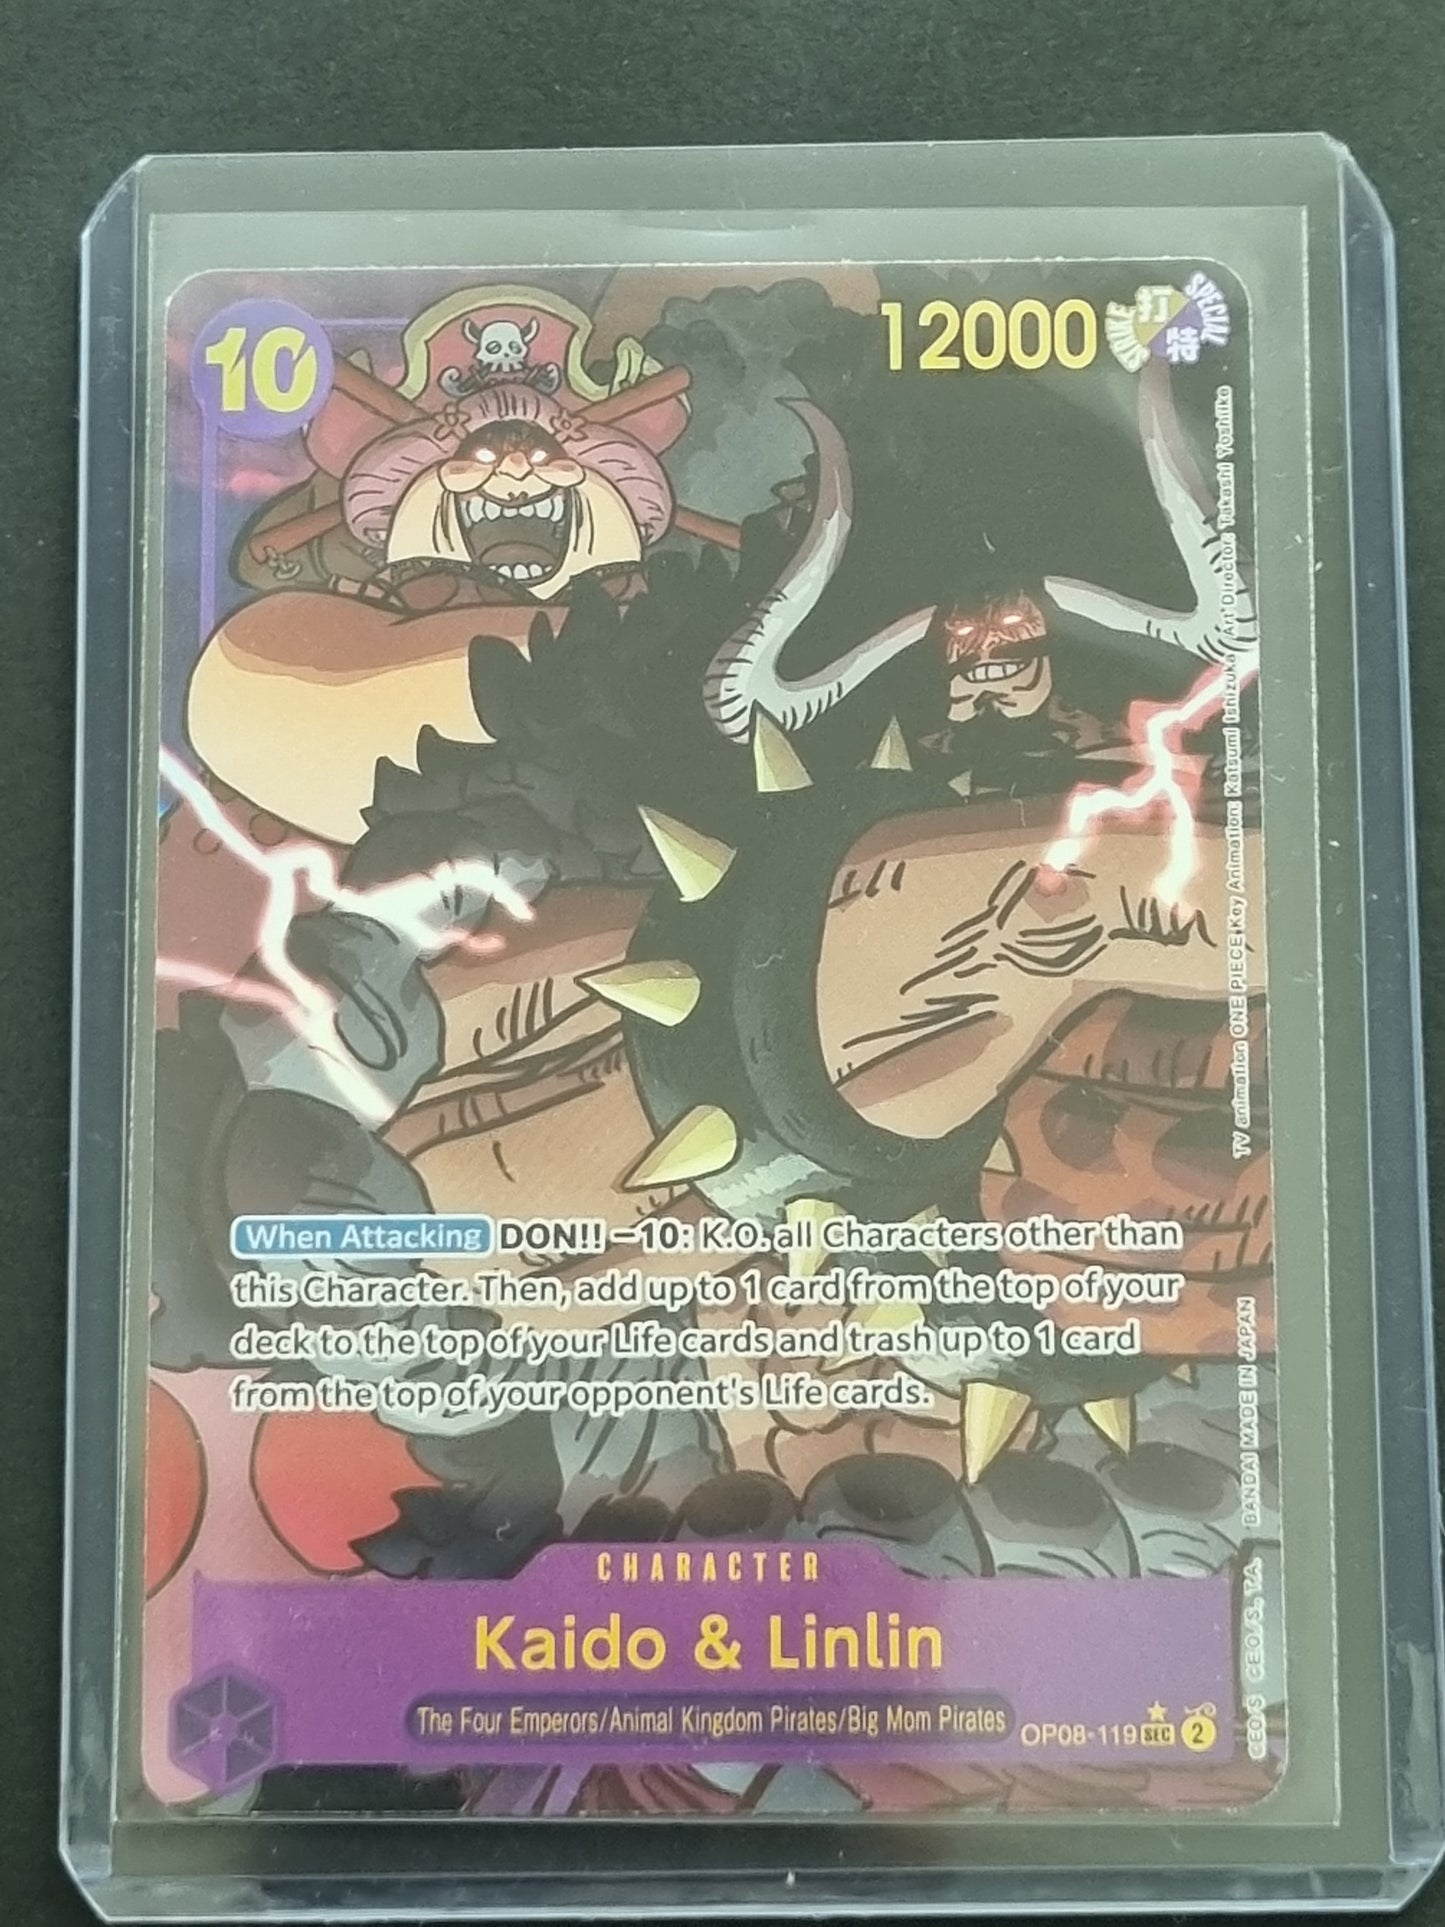 10
12000
STRIKE 打
特 SPECIAL
TV animation ONE PIECE Key Animation: Katsumi Ishizuka Art Director: Takashi Yoshiike
When Attacking DON!! −10: K.O. all Characters other than
this Character. Then, add up to 1 card from the top of your
deck to the top of your Life cards and trash up to 1 card
from the top of your opponent's Life cards.
BANDAI MADE IN JAPAN
©EO/S. ©E.O./S.,T.A.
CHARACTER
Kaido & Linlin
The Four Emperors/Animal Kingdom Pirates/Big Mom Pirates
OP08-119 SEC 2